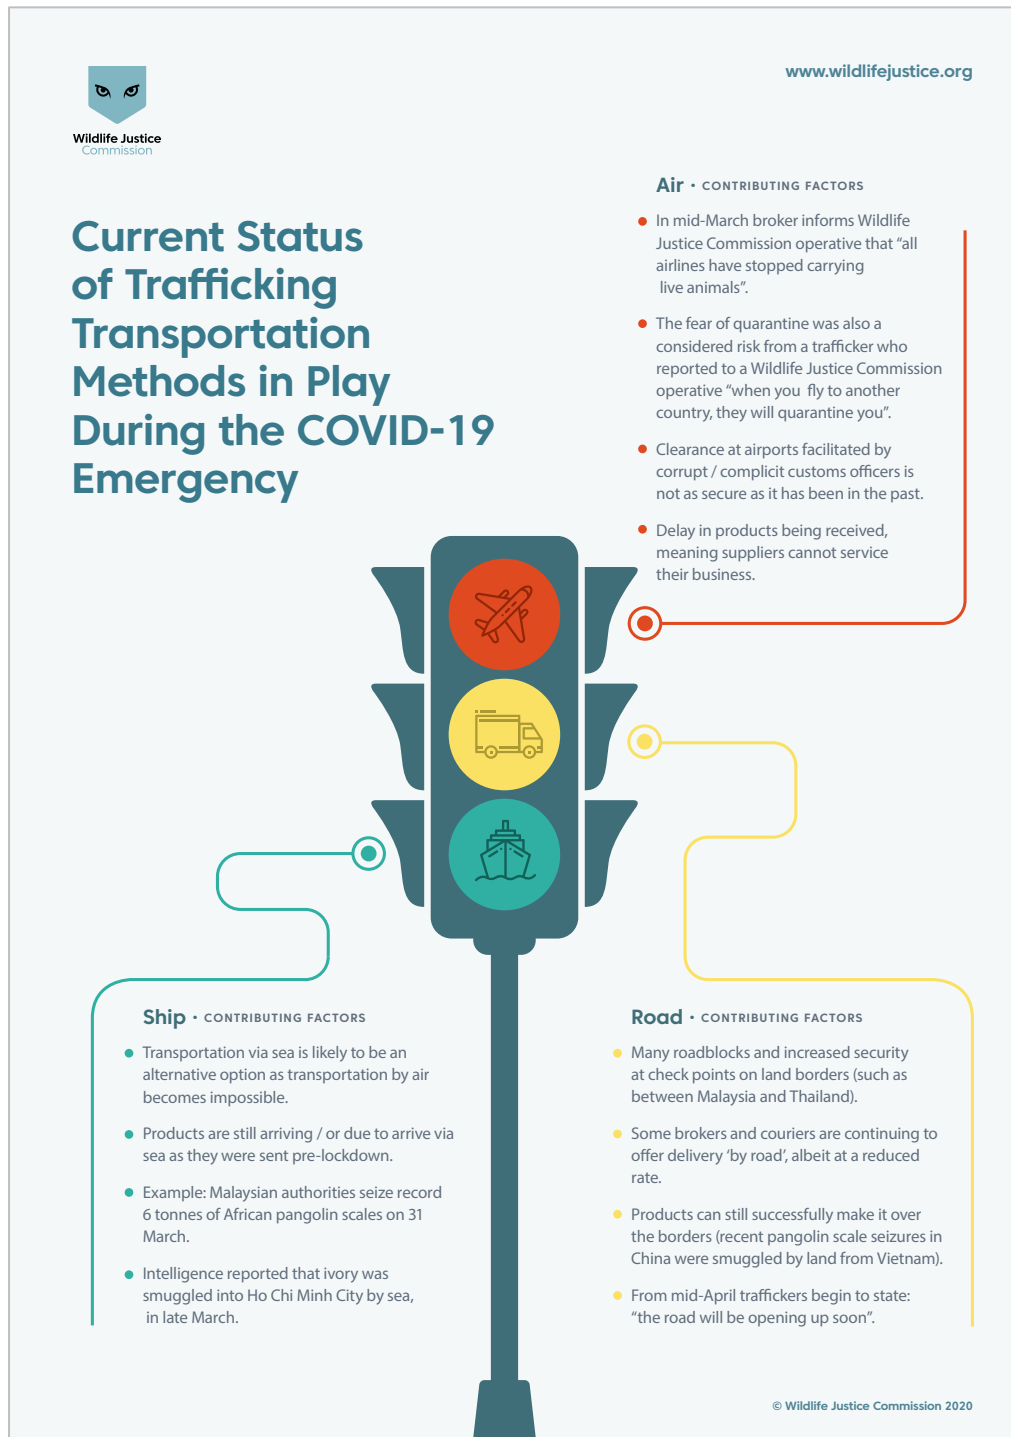 www.wildlifejustice.org
Wildlife Justice
Commission
Current Status
of Trafficking
Transportation
Methods in Play
During the COVID-19
Emergency
Air • CONTRIBUTING FACTORS
In mid-March broker informs Wildlife
Justice Commission operative that “all
airlines have stopped carrying
live animals”.
The fear of quarantine was also a
considered risk from a trafficker who
reported to a Wildlife Justice Commission
operative “when you fly to another
country, they will quarantine you”.
Clearance at airports facilitated by
corrupt / complicit customs officers is
not as secure as it has been in the past.
Delay in products being received,
meaning suppliers cannot service
their business.
Ship • CONTRIBUTING FACTORS
Transportation via sea is likely to be an
alternative option as transportation by air
becomes impossible.
Products are still arriving / or due to arrive via
sea as they were sent pre-lockdown.
Example: Malaysian authorities seize record
6 tonnes of African pangolin scales on 31
March.
Intelligence reported that ivory was
smuggled into Ho Chi Minh City by sea,
in late March.
Road • CONTRIBUTING FACTORS
Many roadblocks and increased security
at check points on land borders (such as
between Malaysia and Thailand).
Some brokers and couriers are continuing to
offer delivery ‘by road’, albeit at a reduced
rate.
Products can still successfully make it over
the borders (recent pangolin scale seizures in
China were smuggled by land from Vietnam).
From mid-April traffickers begin to state:
“the road will be opening up soon”.
© Wildlife Justice Commission 2020